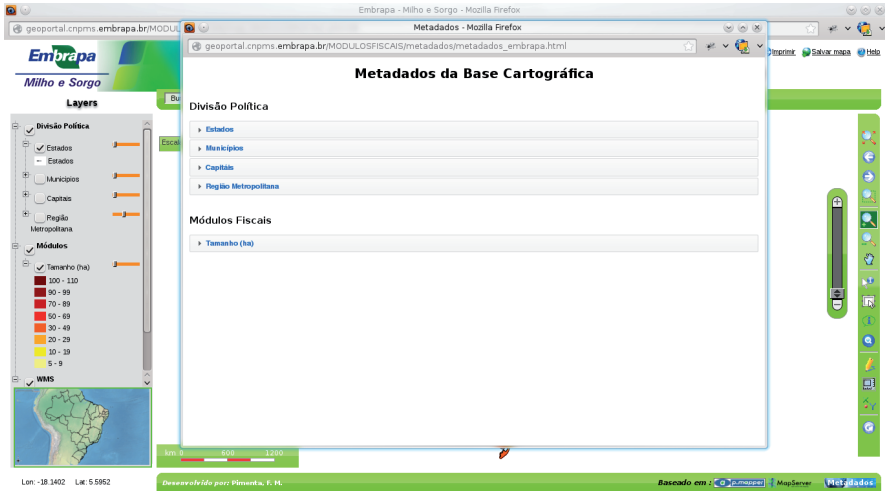 Embrapa - Milho e Sorgo - Mozilla Firefox
geoportal.cnpms.embrapa.br/MODUL
Metadados - Mozilla Firefox
geoportal.cnpms.embrapa.br/MODULOSFISCAIS/metadados/metadados_embrapa.html
Imprimir Salvar mapa Help
Embrapa
Milho e Sorgo
Layers
Bu
Escal
Divisão Política
Estados
Estados
Municipios
Capitais
Região
Metropolitana
Módulos
Tamanho (ha)
100 - 110
90 - 99
70 - 89
50 - 69
30 - 49
20 - 29
10 - 19
5 - 9
WMS
Metadados da Base Cartográfica
Divisão Política
Estados
Municípios
Capitáis
Região Metropolitana
Módulos Fiscais
Tamanho (ha)
km 0 600 1200
Lon: -18.1402 Lat: 5.5952
Desenvolvido por: Pimenta, F. M.
Baseado em : p.mapper MapServer Metadados